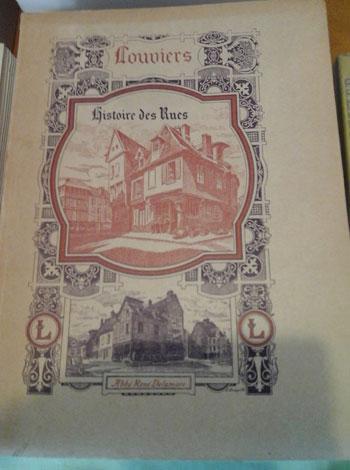 Louviers
Histoire des Rues
L L
Abbé René Delamare